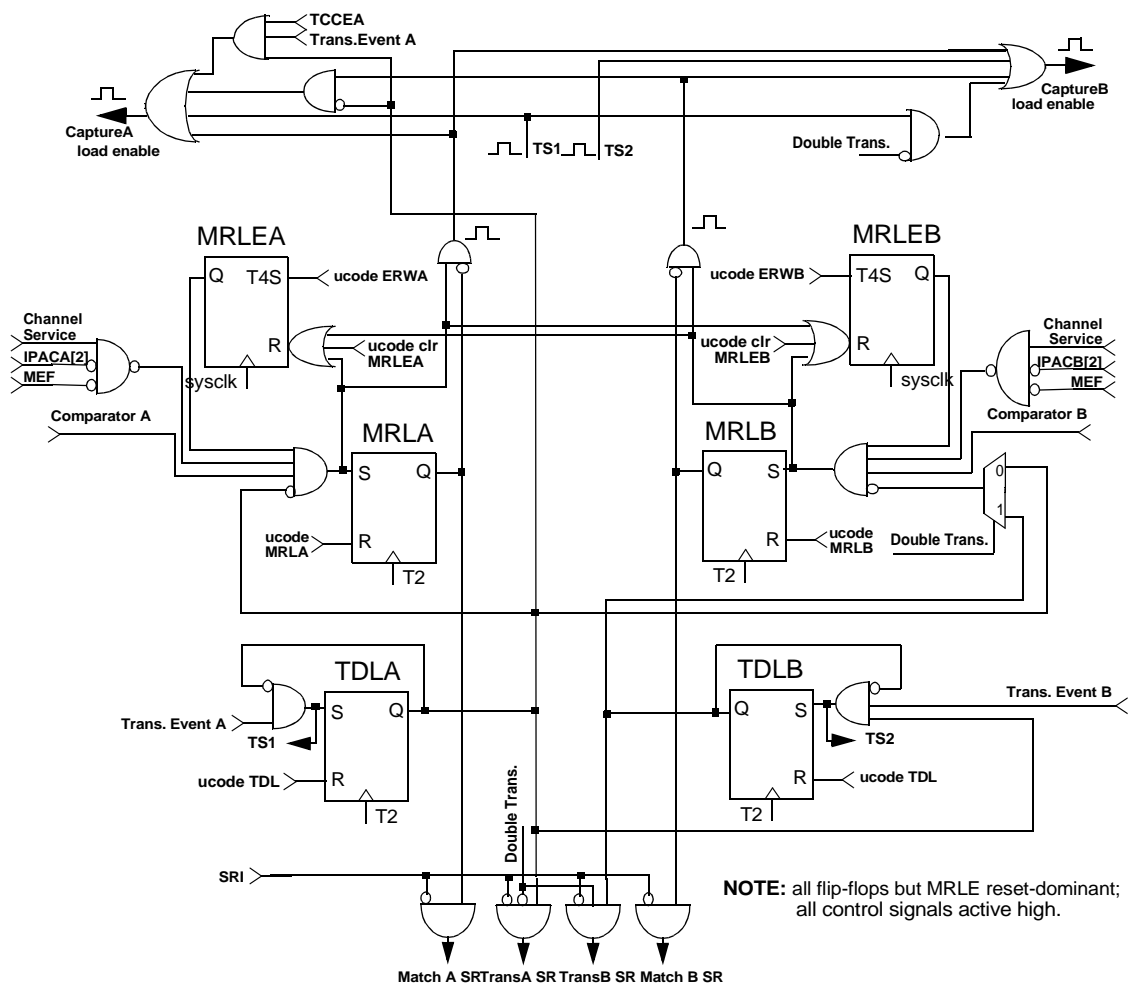 TCCEA
Trans.Event A
CaptureA
load enable
CaptureB
load enable
TS1
TS2
Double Trans.
MRLEA
MRLEB
Q
T4S
R
sysclk
ucode ERWA
ucode clr
MRLEA
ucode ERWB
ucode clr
MRLEB
T4S
Q
R
sysclk
Channel
Service
IPACA[2]
MEF
Comparator A
Channel
Service
IPACB[2]
MEF
Comparator B
MRLA
S
Q
R
T2
ucode
MRLA
MRLB
Q
S
R
T2
ucode
MRLB
0
1
Double Trans.
TDLA
S
Q
R
T2
Trans. Event A
TS1
ucode TDL
TDLB
Q
S
R
T2
Trans. Event B
TS2
ucode TDL
Double Trans.
SRI
NOTE: all flip-flops but MRLE reset-dominant;
all control signals active high.
Match A SR
TransA SR
TransB SR
Match B SR